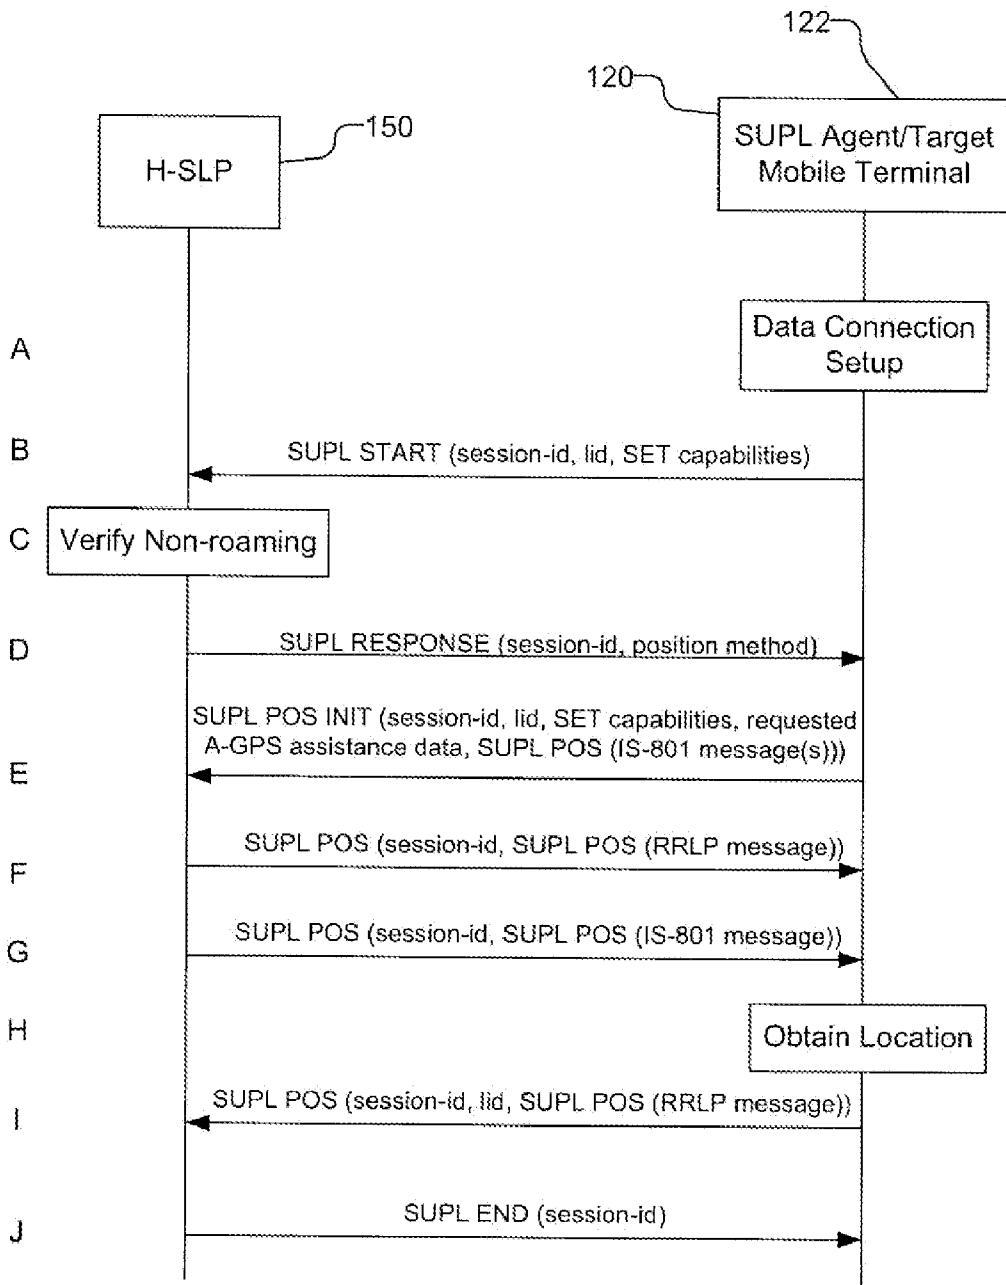 122
120
150
H-SLP
SUPL Agent/Target
Mobile Terminal
Data Connection
Setup
A
B
SUPL START (session-id, lid, SET capabilities)
C
Verify Non-roaming
D
SUPL RESPONSE (session-id, position method)
SUPL POS INIT (session-id, lid, SET capabilities, requested
A-GPS assistance data, SUPL POS (IS-801 message(s)))
E
SUPL POS (session-id, SUPL POS (RRLP message))
F
SUPL POS (session-id, SUPL POS (IS-801 message))
G
H
Obtain Location
SUPL POS (session-id, lid, SUPL POS (RRLP message))
I
SUPL END (session-id)
J